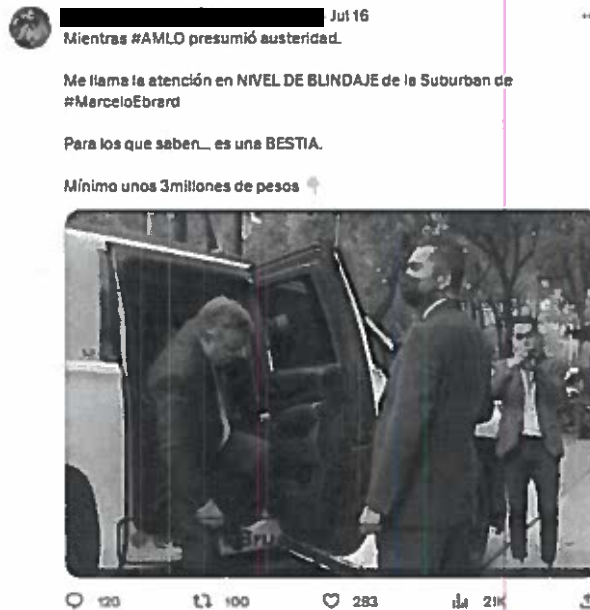 Jul 16
Mientras #AMLO presumió austeridad.
Me llama la atención en NIVEL DE BLINDAJE de la Suburban de
#MarceloEbrard
Para los que saben... es una BESTIA.
Mínimo unos 3millones de pesos
Bru
120 100 283 21K